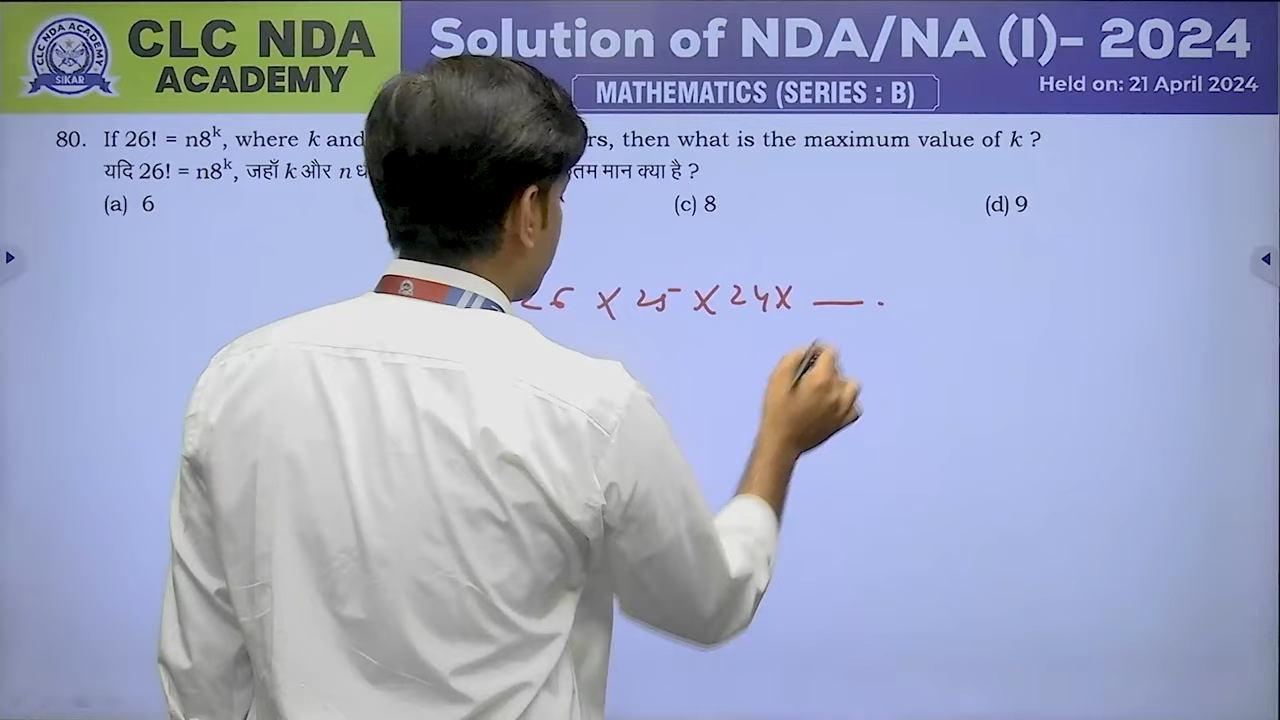 CLC NDA ACADEMY
SIKAR
CLC NDA
ACADEMY
Solution of NDA/NA (I)- 2024
MATHEMATICS (SERIES : B)
Held on: 21 April 2024
80. If 26! = n8^k, where k and rs, then what is the maximum value of k ?
यदि 26! = n8^k, जहाँ k और n मान क्या है ?
(a) 6 (c) 8 (d) 9
26 × 25 × 24 × — .